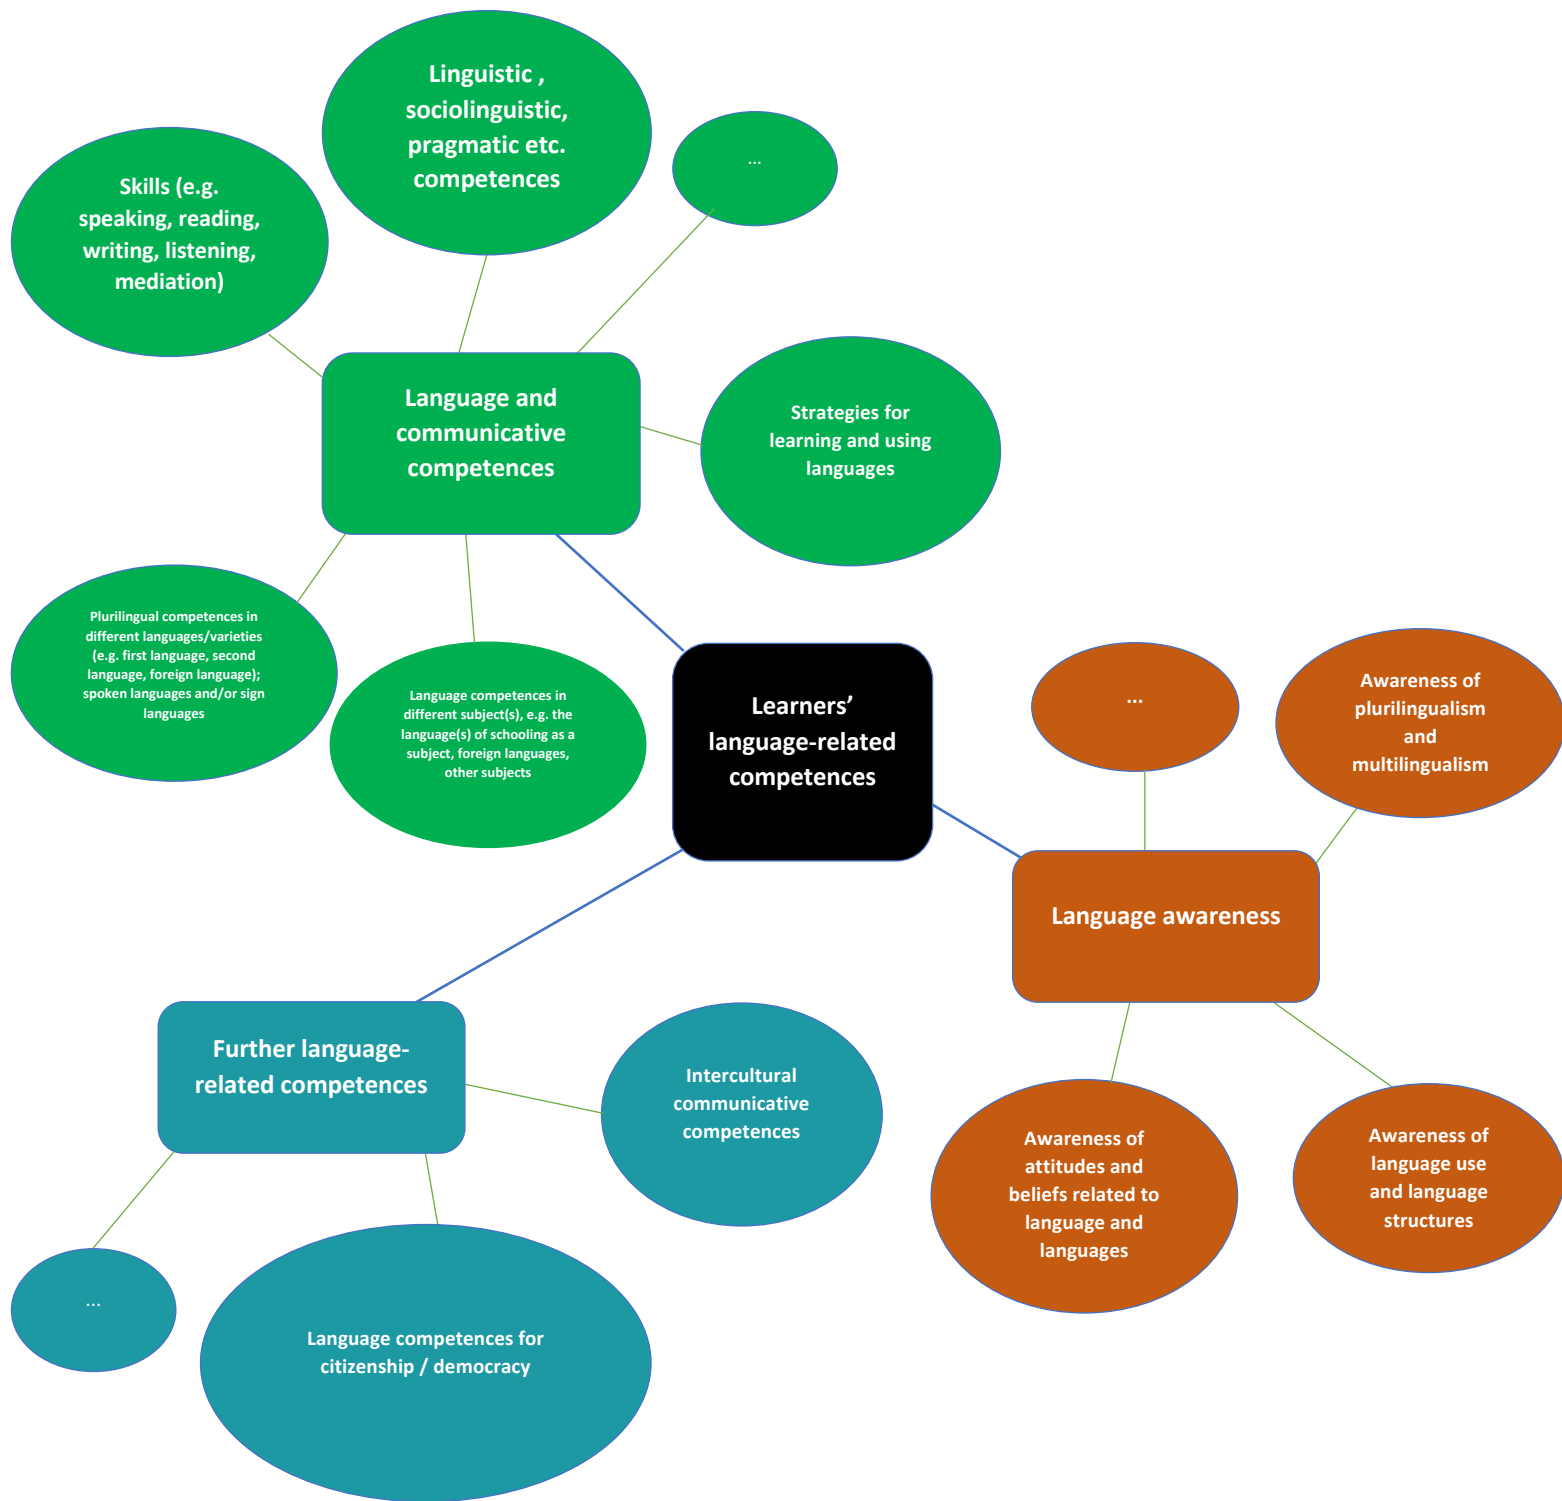 Linguistic ,
sociolinguistic,
pragmatic etc.
competences
...
Skills (e.g.
speaking, reading,
writing, listening,
mediation)
Language and
communicative
competences
Strategies for
learning and using
languages
Plurilingual competences in
different languages/varieties
(e.g. first language, second
language, foreign language);
spoken languages and/or sign
languages
Language competences in
different subject(s), e.g. the
language(s) of schooling as a
subject, foreign languages,
other subjects
Learners’
language-related
competences
...
Awareness of
plurilingualism
and
multilingualism
Language awareness
Further language-
related competences
Intercultural
communicative
competences
Awareness of
attitudes and
beliefs related to
language and
languages
Awareness of
language use
and language
structures
...
Language competences for
citizenship / democracy